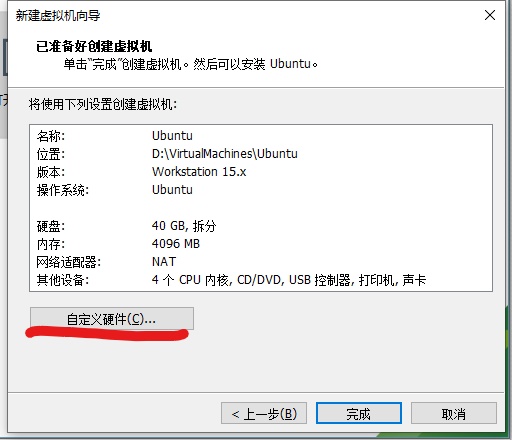 新建虚拟机向导
已准备好创建虚拟机
单击“完成”创建虚拟机。然后可以安装 Ubuntu。
将使用下列设置创建虚拟机:
名称: Ubuntu
位置: D:\VirtualMachines\Ubuntu
版本: Workstation 15.x
操作系统: Ubuntu
硬盘: 40 GB, 拆分
内存: 4096 MB
网络适配器: NAT
其他设备: 4 个 CPU 内核, CD/DVD, USB 控制器, 打印机, 声卡
自定义硬件(C)...
< 上一步(B)
完成
取消